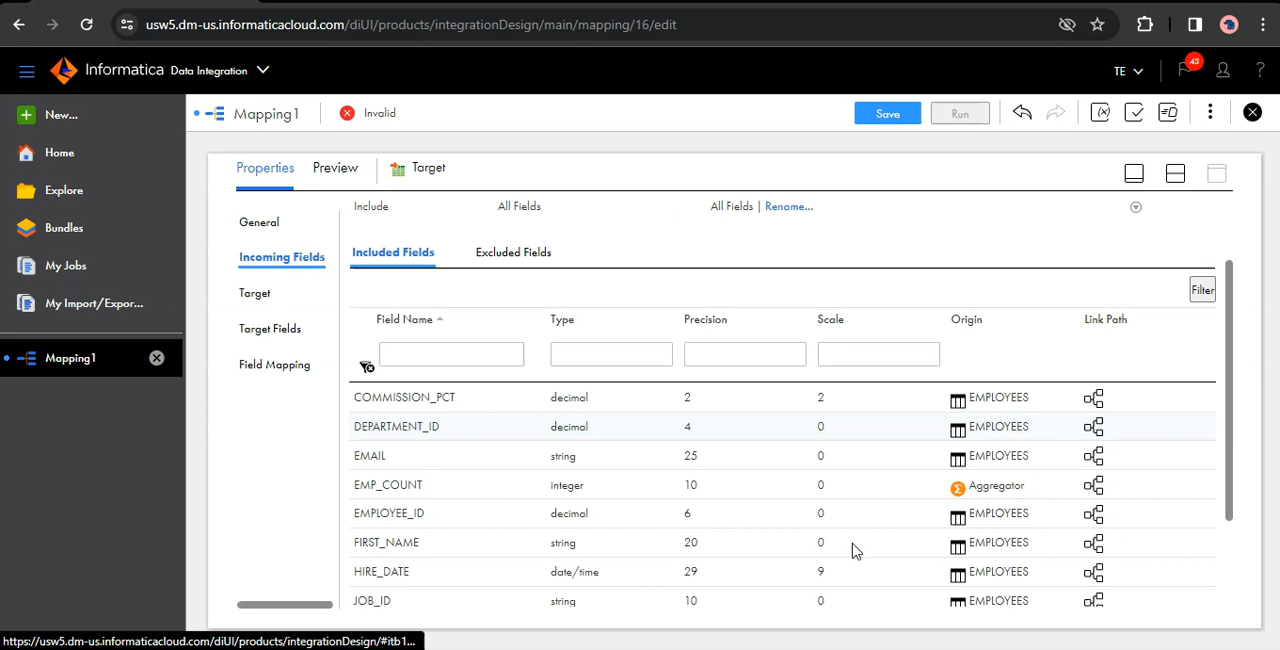 usw5.dm-us.informaticacloud.com/diUI/products/integrationDesign/main/mapping/16/edit
Informatica Data Integration
TE
43
?
New...
Home
Explore
Bundles
My Jobs
My Import/Expor...
Mapping1
Mapping1 Invalid
Save
Run
Properties Preview Target
General
Incoming Fields
Target
Target Fields
Field Mapping
Include All Fields All Fields | Rename...
Included Fields Excluded Fields
Filter
Field Name Type Precision Scale Origin Link Path
COMMISSION_PCT decimal 2 2 EMPLOYEES
DEPARTMENT_ID decimal 4 0 EMPLOYEES
EMAIL string 25 0 EMPLOYEES
EMP_COUNT integer 10 0 Aggregator
EMPLOYEE_ID decimal 6 0 EMPLOYEES
FIRST_NAME string 20 0 EMPLOYEES
HIRE_DATE date/time 29 9 EMPLOYEES
JOB_ID string 10 0 EMPLOYEES
https://usw5.dm-us.informaticacloud.com/diUI/products/integrationDesign/#itb1...